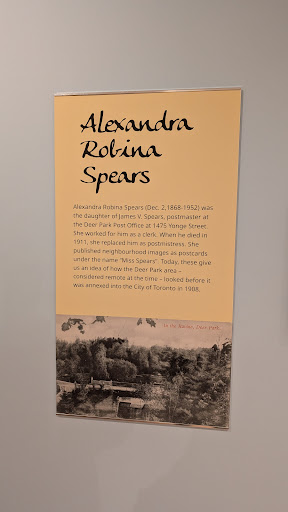 Alexandra
Robina
Spears
Alexandra Robina Spears (Dec. 2,1868-1952) was
the daughter of James V. Spears, postmaster at
the Deer Park Post Office at 1475 Yonge Street.
She worked for him as a clerk. When he died in
1911, she replaced him as postmistress. She
published neighbourhood images as postcards
under the name "Miss Spears". Today, these give
us an idea of how the Deer Park area –
considered remote at the time – looked before it
was annexed into the City of Toronto in 1908.
Deer Park